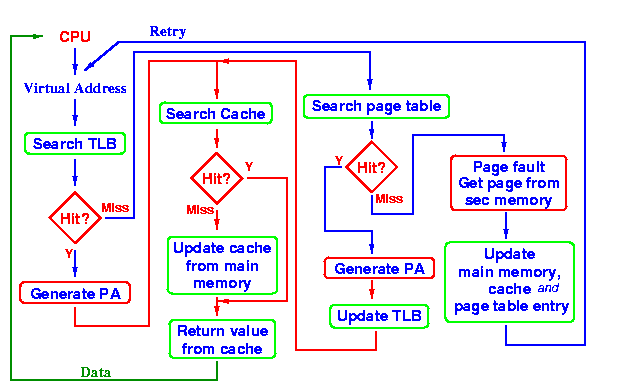 CPU
Retry
Virtual Address
Search TLB
Hit?
Miss
Y
Generate PA
Search Cache
Hit?
Y
Miss
Update cache
from main
memory
Return value
from cache
Data
Search page table
Hit?
Y
Miss
Generate PA
Update TLB
Page fault
Get page from
sec memory
Update
main memory,
cache and
page table entry